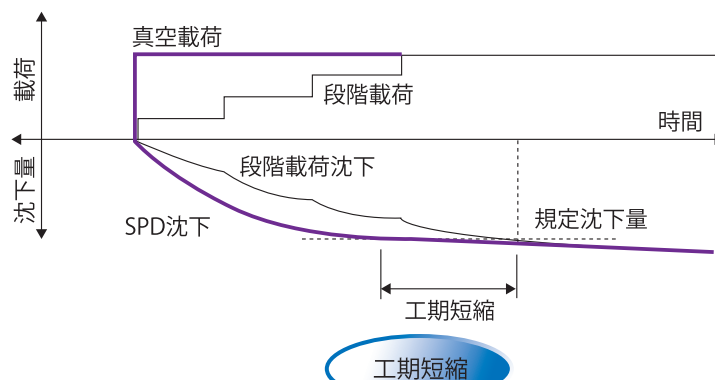 真空載荷
載荷
段階載荷
時間
沈下量
段階載荷沈下
SPD沈下
規定沈下量
工期短縮
工期短縮